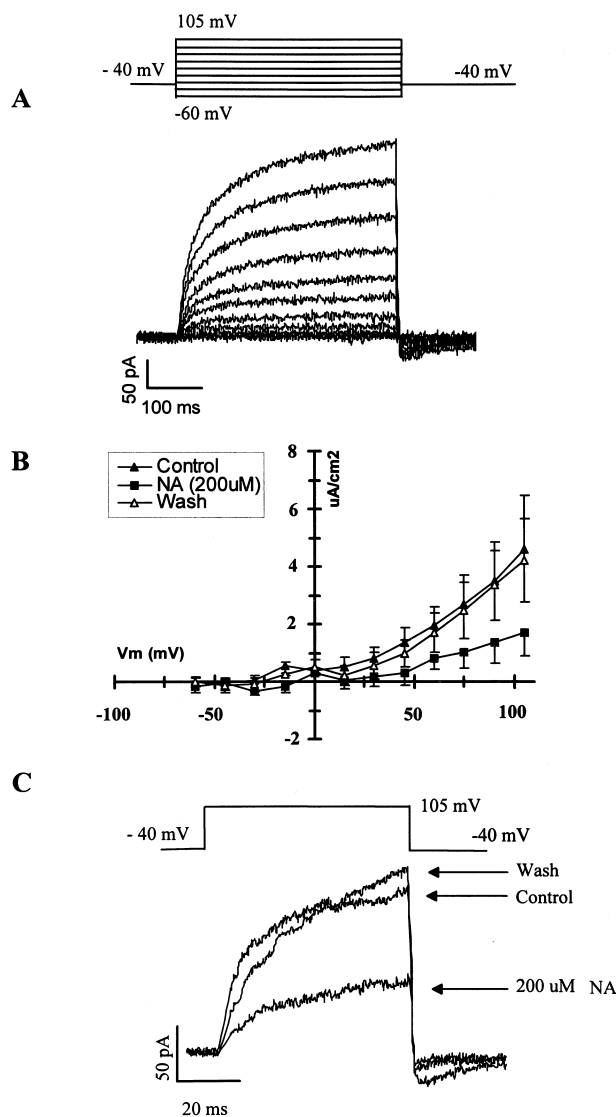 105 mV
- 40 mV
-40 mV
A
-60 mV
50 pA
100 ms
B
Control
NA (200uM)
Wash
8
uA/cm2
6
4
2
Vm (mV)
-100
-50
50
100
-2
C
105 mV
- 40 mV
-40 mV
Wash
Control
200 uM NA
50 pA
20 ms